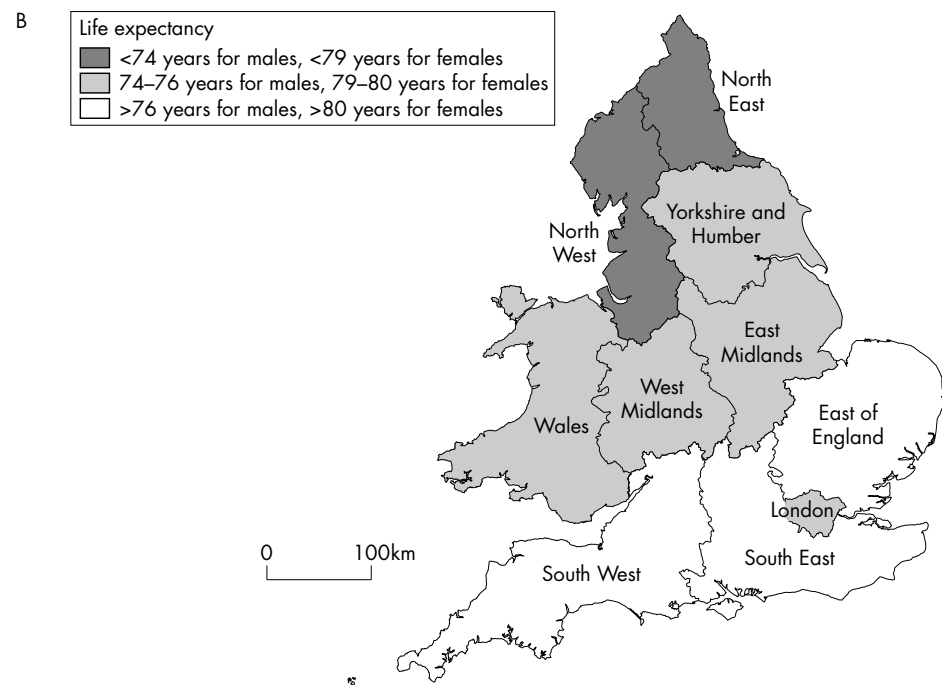 B
Life expectancy
<74 years for males, <79 years for females
74–76 years for males, 79–80 years for females
>76 years for males, >80 years for females
North
East
Yorkshire and
Humber
North
West
East
Midlands
West
Midlands
Wales
East of
England
London
0 100km
South East
South West